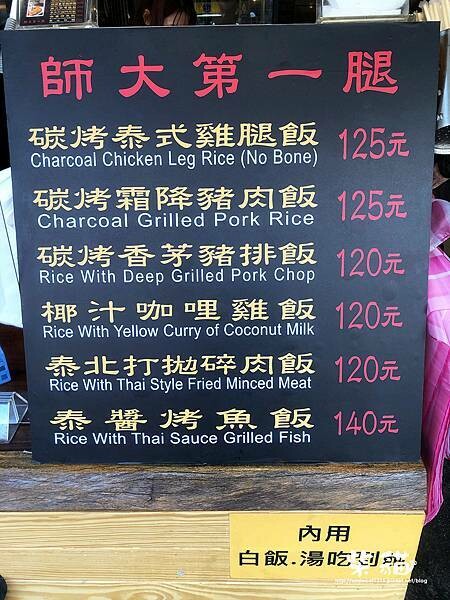 師大第一腿
碳烤泰式雞腿飯 125元
Charcoal Chicken Leg Rice (No Bone)
碳烤霜降豬肉飯 125元
Charcoal Grilled Pork Rice
碳烤香茅豬排飯 120元
Rice With Deep Grilled Pork Chop
椰汁咖哩雞飯 120元
Rice With Yellow Curry of Coconut Milk
泰北打拋碎肉飯 120元
Rice With Thai Style Fried Minced Meat
泰醬烤魚飯 140元
Rice With Thai Sauce Grilled Fish
內用
白飯.湯吃到